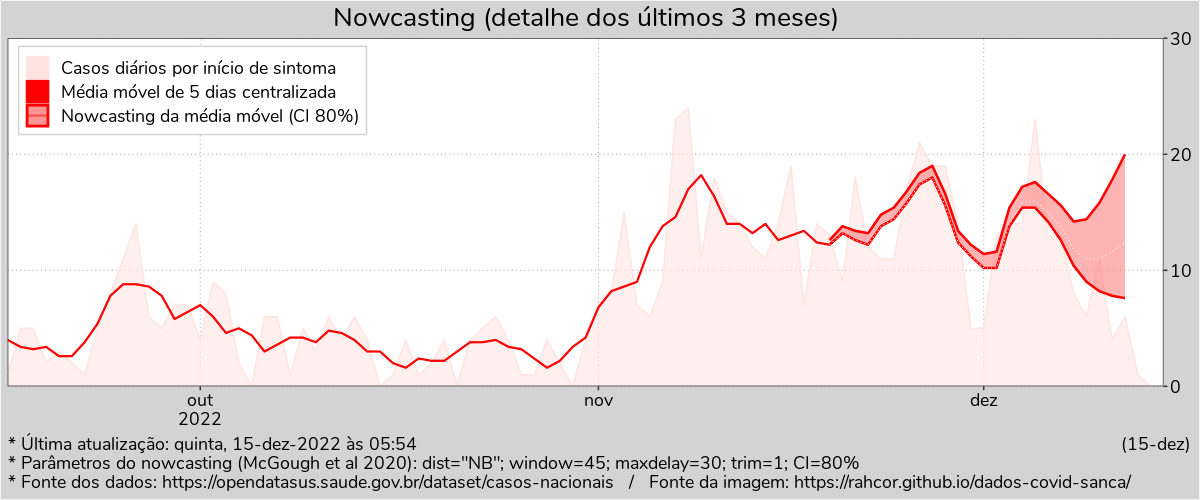 Nowcasting (detalhe dos últimos 3 meses)
Casos diários por início de sintoma
Média móvel de 5 dias centralizada
Nowcasting da média móvel (CI 80%)
30
20
10
0
out
2022
nov
dez
* Última atualização: quinta, 15-dez-2022 às 05:54
(15-dez)
* Parâmetros do nowcasting (McGough et al 2020): dist="NB"; window=45; maxdelay=30; trim=1; CI=80%
* Fonte dos dados: https://opendatasus.saude.gov.br/dataset/casos-nacionais / Fonte da imagem: https://rahcor.github.io/dados-covid-sanca/